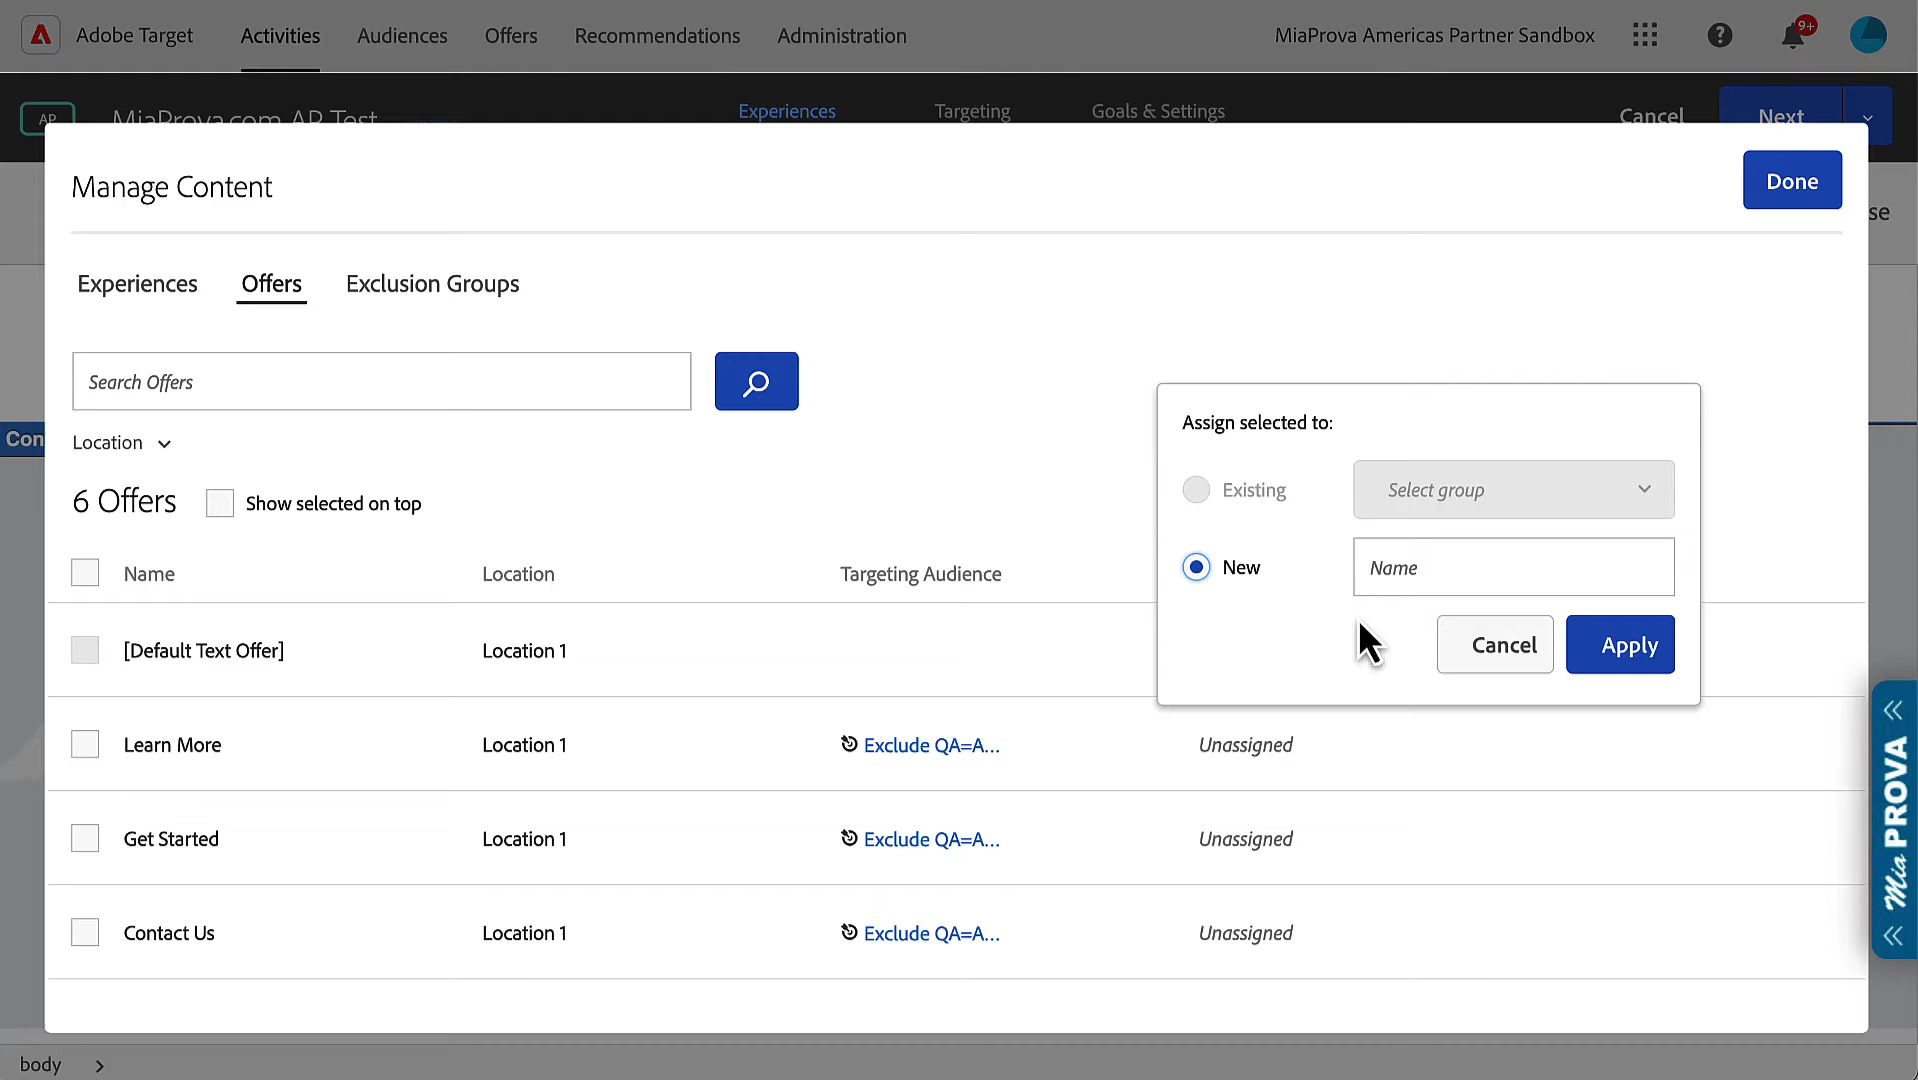 Adobe Target Activities Audiences Offers Recommendations Administration MiaProva Americas Partner Sandbox 9+
AP MiaProva.com AP Test Experiences Targeting Goals & Settings Cancel Next
Manage Content Done
se
Experiences Offers Exclusion Groups
Search Offers
Con
Location
6 Offers Show selected on top
Assign selected to:
Existing Select group
New Name
Cancel Apply
Name Location Targeting Audience
[Default Text Offer] Location 1
Learn More Location 1 Exclude QA=A... Unassigned
Get Started Location 1 Exclude QA=A... Unassigned
Contact Us Location 1 Exclude QA=A... Unassigned
Mia PROVA
body